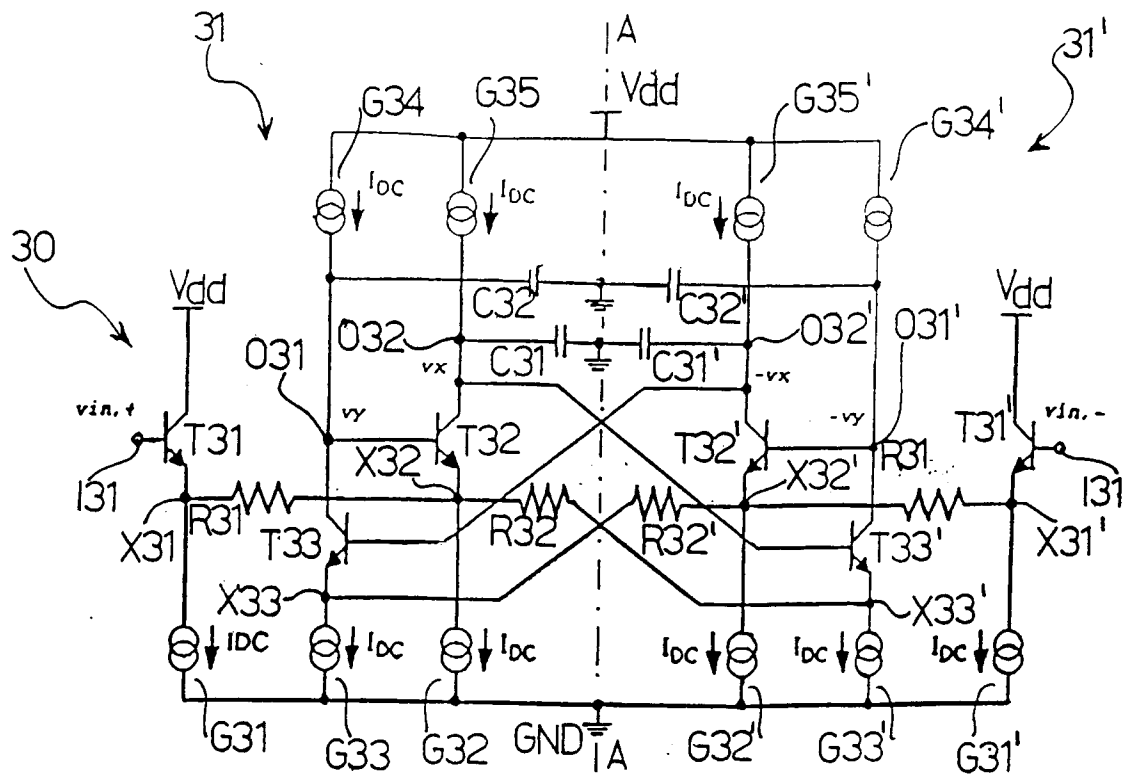 A
31
31'
G34
G35
Vdd
G35'
G34'
IDC
IDC
IDC
30
Vdd
Vdd
C32
C32'
O31
O32
C31
C31'
O32'
O31'
vx
-vx
vin,+
vy
-vy
vin,-
T31
T32
T32'
R31
T31'
I31
X32
X32'
I31
X31
R31
T33
R32
R32'
T33'
X31'
X33
X33'
IDC
IDC
IDC
IDC
IDC
IDC
G31
G33
G32
GND
A
G32'
G33'
G31'